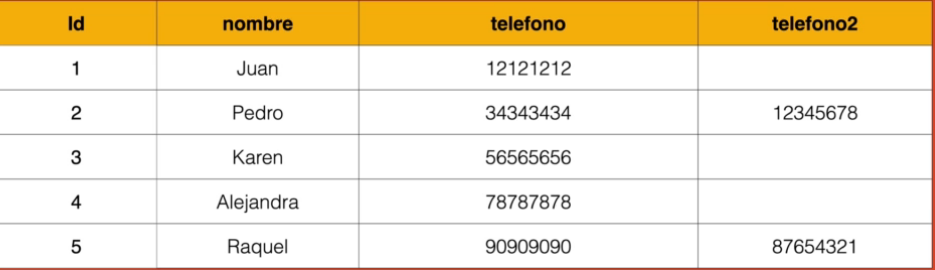 Id nombre telefono telefono2
1 Juan 12121212
2 Pedro 34343434 12345678
3 Karen 56565656
4 Alejandra 78787878
5 Raquel 90909090 87654321